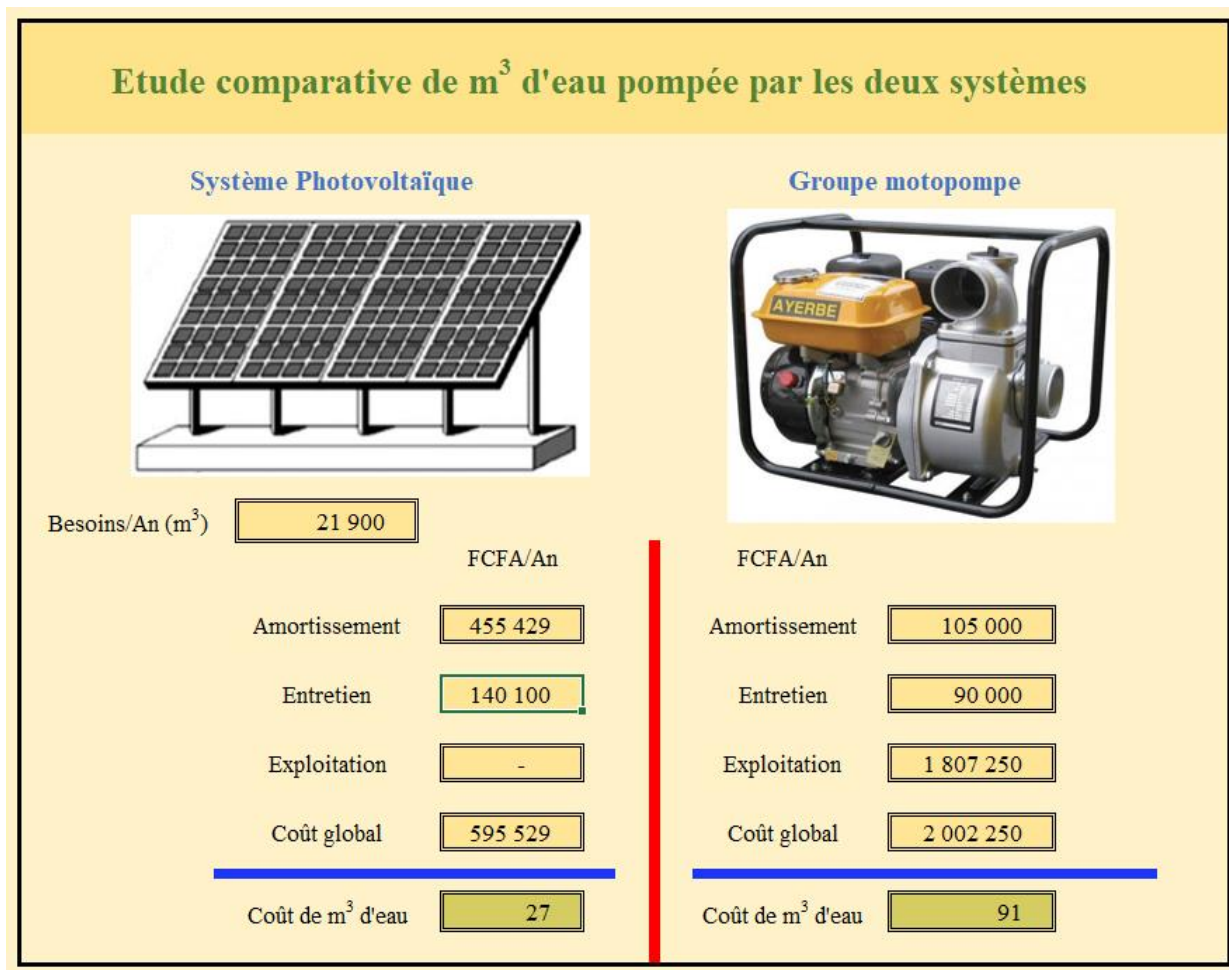 Etude comparative de m³ d'eau pompée par les deux systèmes
Système Photovoltaïque
Groupe motopompe
AYERBE
Besoins/An (m³) 21 900
FCFA/An
FCFA/An
Amortissement 455 429
Amortissement 105 000
Entretien 140 100
Entretien 90 000
Exploitation -
Exploitation 1 807 250
Coût global 595 529
Coût global 2 002 250
Coût de m³ d'eau 27
Coût de m³ d'eau 91